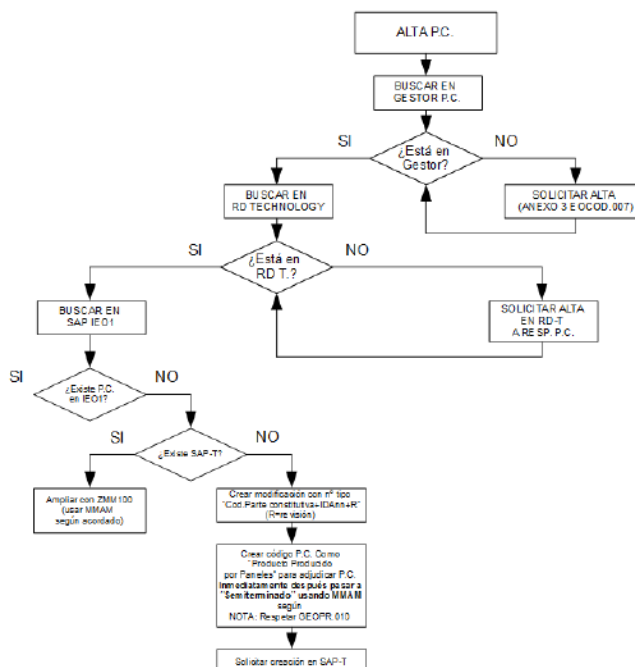 ALTA P.C.
BUSCAR EN
GESTOR P.C.
SI
¿Está en
Gestor?
NO
BUSCAR EN
RD TECHNOLOGY
SOLICITAR ALTA
(ANEXO 3 EOCOD.007)
SI
¿Está en
RD T.?
NO
BUSCAR EN
SAP IEO1
SOLICITAR ALTA
EN RD-T
A RESP. P.C.
SI
¿Existe P.C.
en IEO1?
NO
SI
¿Existe SAP-T?
NO
Ampliar con ZMM100
(usar MMAM
según acordado)
Crear modificación con nº tipo
"Cod.Parte constitutiva+IDAnn+R"
(R=revisión)
Crear código P.C. Como
"Producto Producido
por Paneles" para adjudicar P.C.
Inmediatamente después pasar a
"Semiterminado" usando MMAM
según
NOTA: Respetar GEOPR.010
Solicitar creación en SAP-T